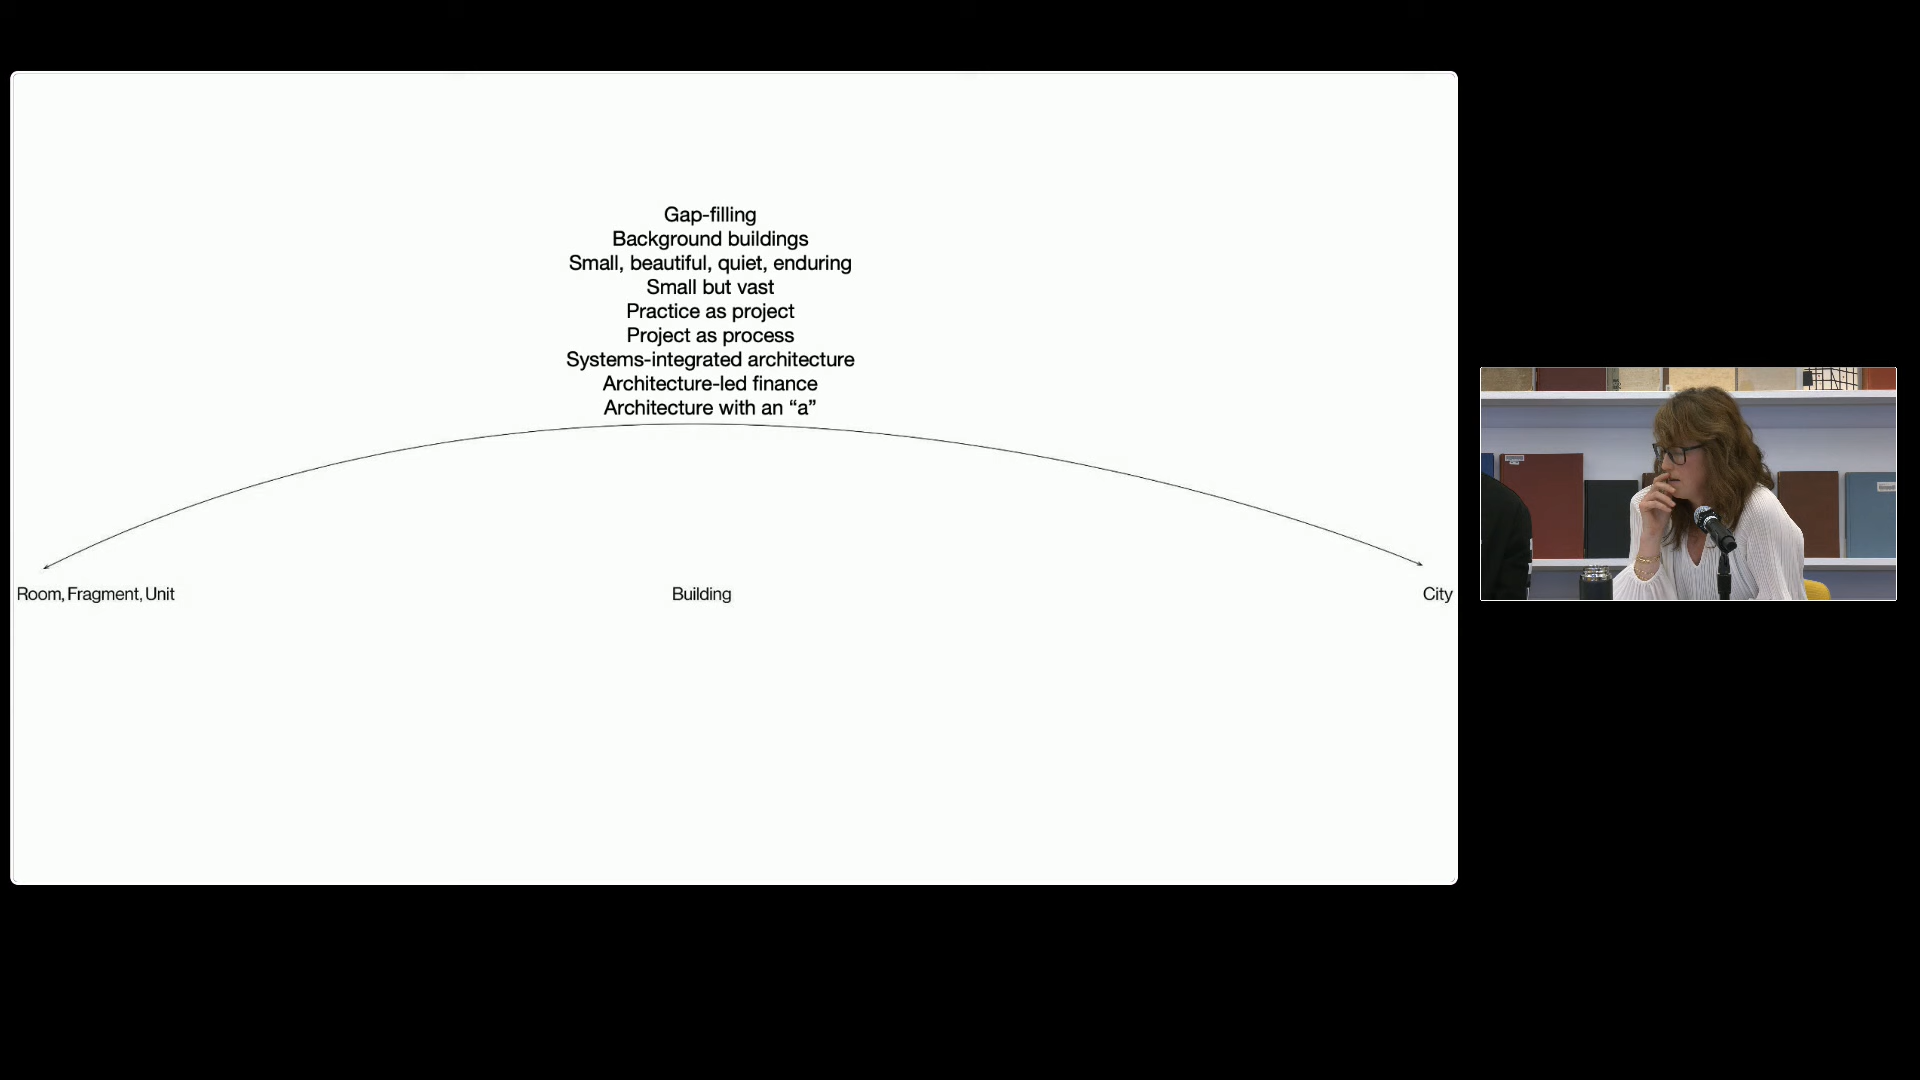 Gap-filling
Background buildings
Small, beautiful, quiet, enduring
Small but vast
Practice as project
Project as process
Systems-integrated architecture
Architecture-led finance
Architecture with an “a”
Room, Fragment, Unit
Building
City